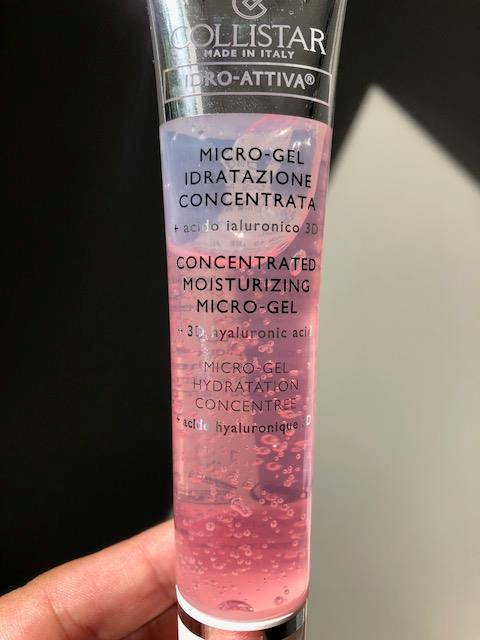 COLLISTAR
MADE IN ITALY
IDRO-ATTIVA®
MICRO-GEL
IDRATAZIONE
CONCENTRATA
+ acido ialuronico 3D
CONCENTRATED
MOISTURIZING
MICRO-GEL
+ 3D hyaluronic acid
MICRO-GEL
HYDRATATION
CONCENTREE
+ acide hyaluronique 3D